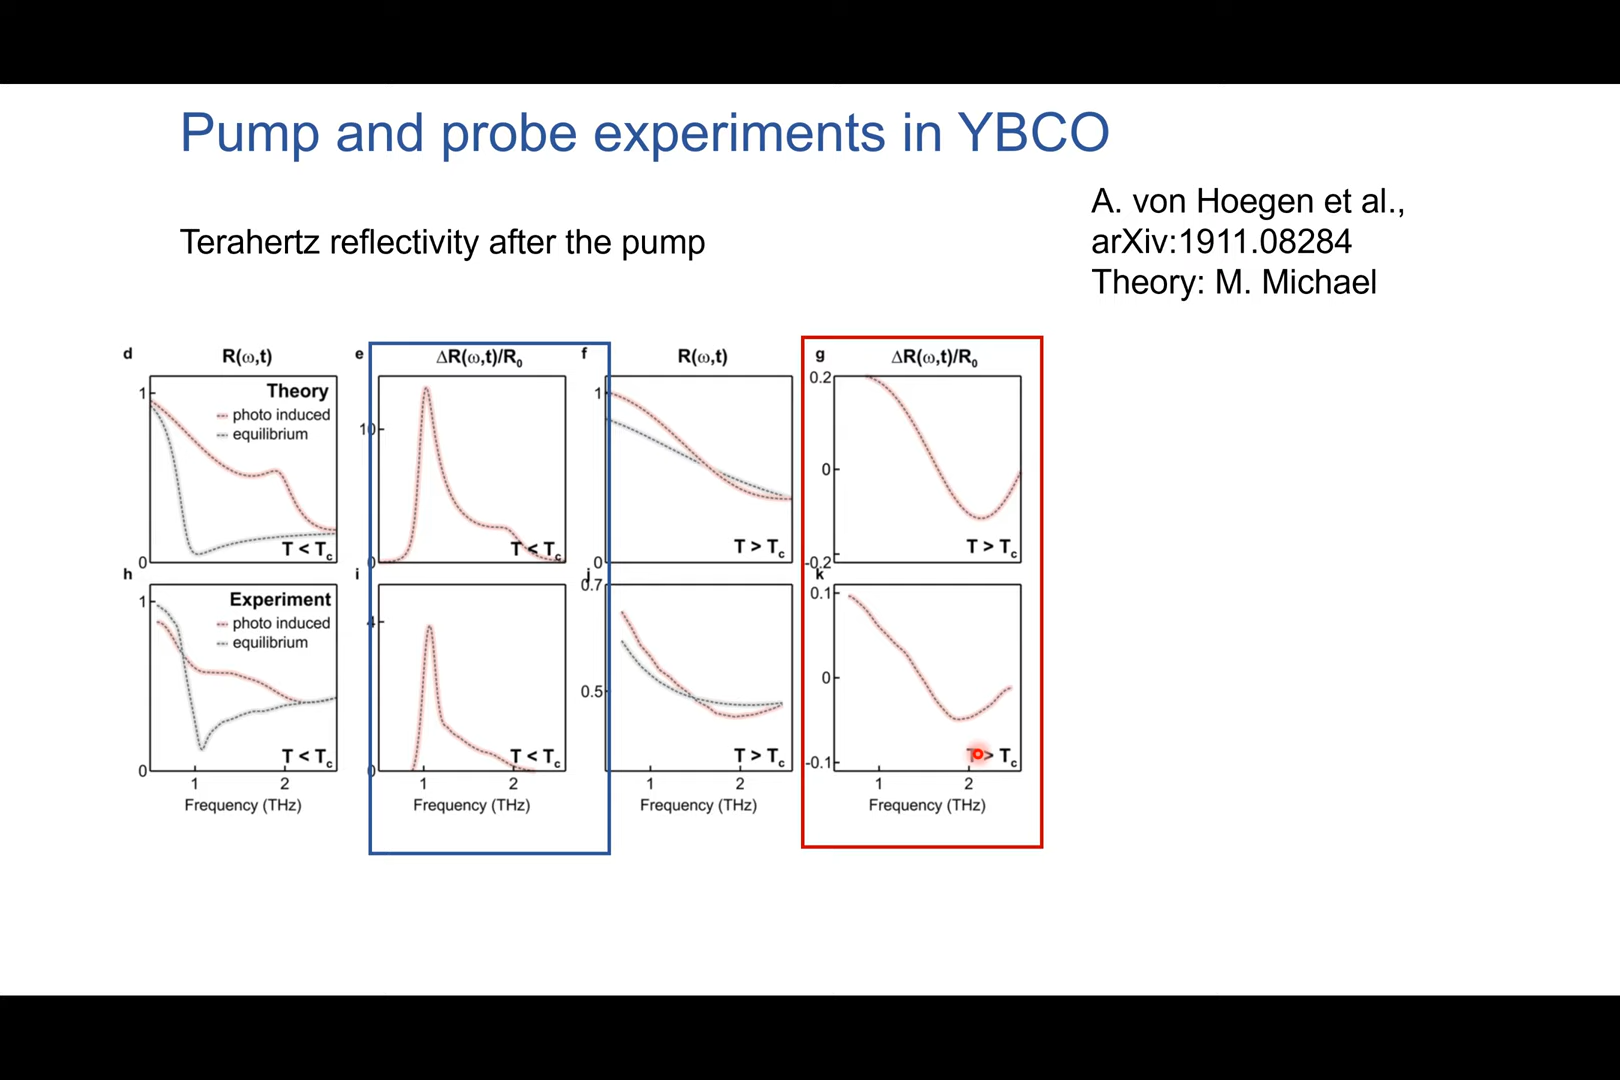 Pump and probe experiments in YBCO
A. von Hoegen et al.,
arXiv:1911.08284
Theory: M. Michael
Terahertz reflectivity after the pump
d R(ω,t)
1
Theory
photo induced
equilibrium
T < Tc
0
e ΔR(ω,t)/R0
10
T < Tc
0
f R(ω,t)
1
T > Tc
0
g ΔR(ω,t)/R0
0.2
0
T > Tc
-0.2
h
1
Experiment
photo induced
equilibrium
T < Tc
0
1 2
Frequency (THz)
i
4
T < Tc
0
1 2
Frequency (THz)
j
0.7
0.5
T > Tc
1 2
Frequency (THz)
k
0.1
0
T > Tc
-0.1
1 2
Frequency (THz)